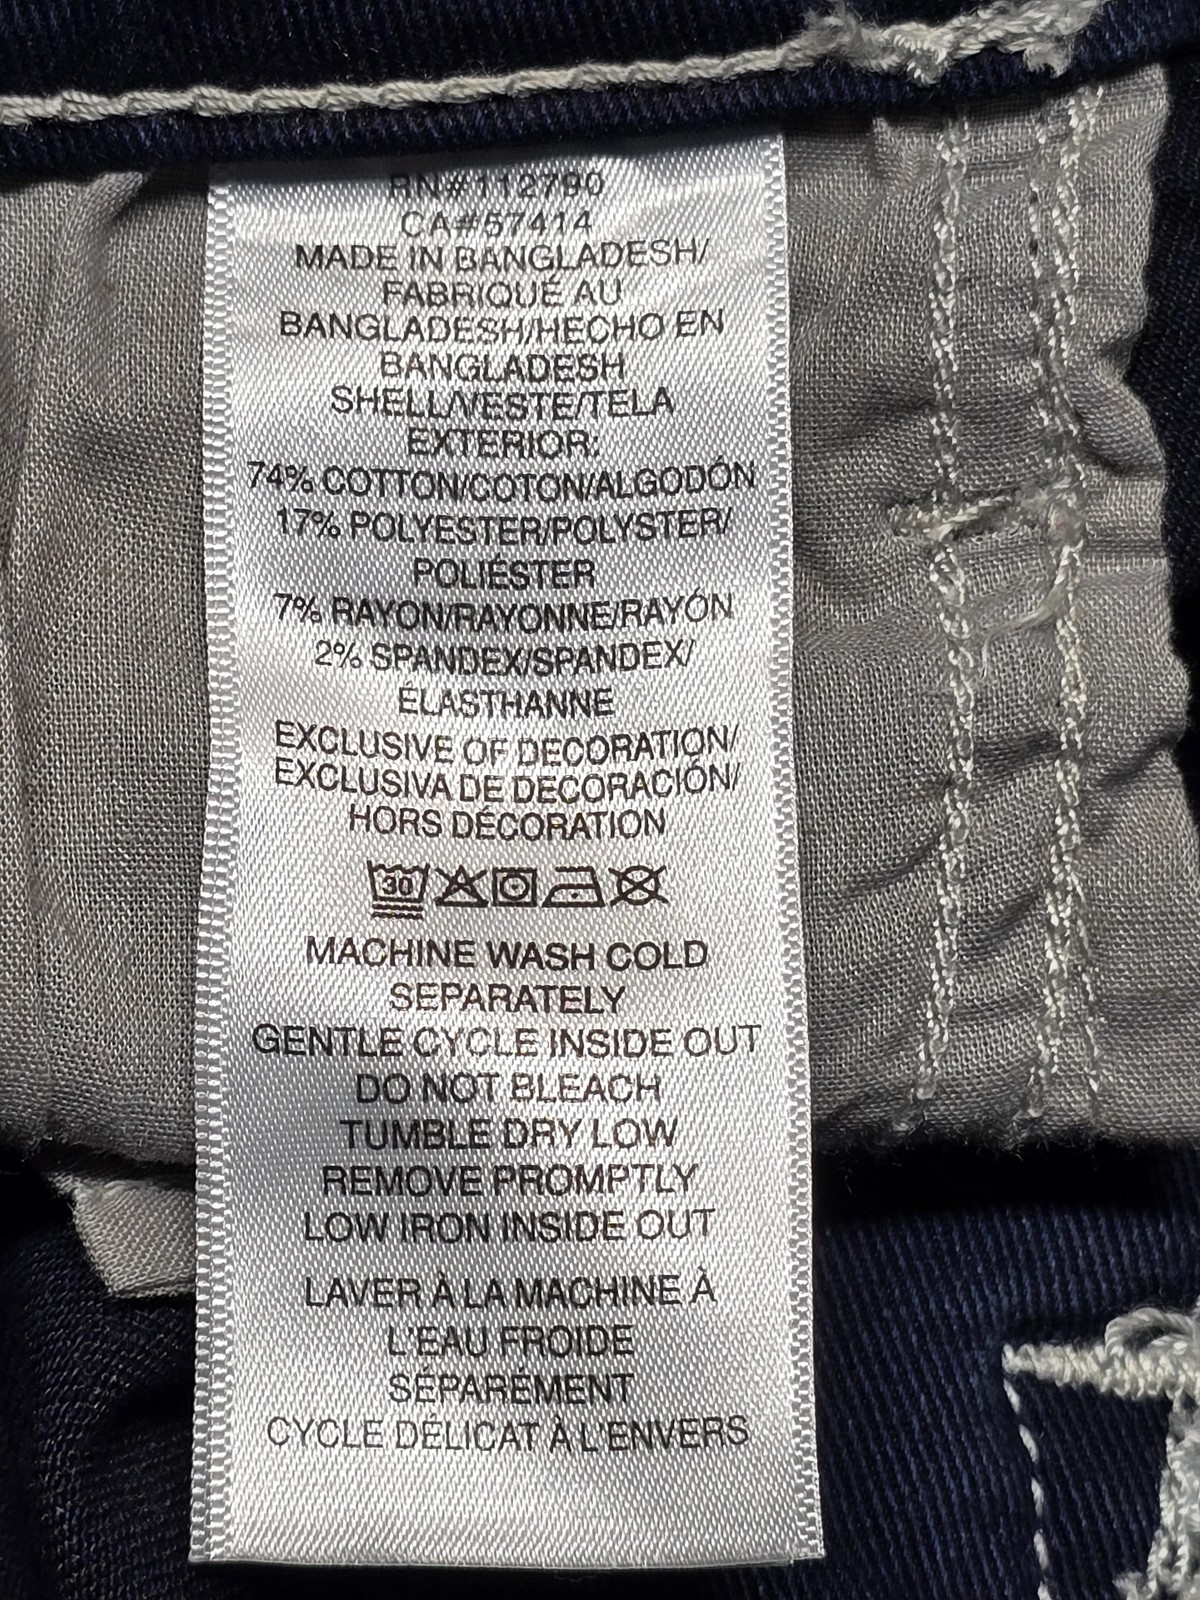 RN#112790
CA#57414
MADE IN BANGLADESH/
FABRIQUÉ AU
BANGLADESH/HECHO EN
BANGLADESH
SHELL/VESTE/TELA
EXTERIOR:
74% COTTON/COTON/ALGODÓN
17% POLYESTER/POLYSTER/
POLIÉSTER
7% RAYON/RAYONNE/RAYÓN
2% SPANDEX/SPANDEX/
ÉLASTHANNE
EXCLUSIVE OF DECORATION/
EXCLUSIVA DE DECORACIÓN/
HORS DÉCORATION
30
MACHINE WASH COLD
SEPARATELY
GENTLE CYCLE INSIDE OUT
DO NOT BLEACH
TUMBLE DRY LOW
REMOVE PROMPTLY
LOW IRON INSIDE OUT
LAVER À LA MACHINE À
L'EAU FROIDE
SÉPARÉMENT
CYCLE DÉLICAT À L'ENVERS